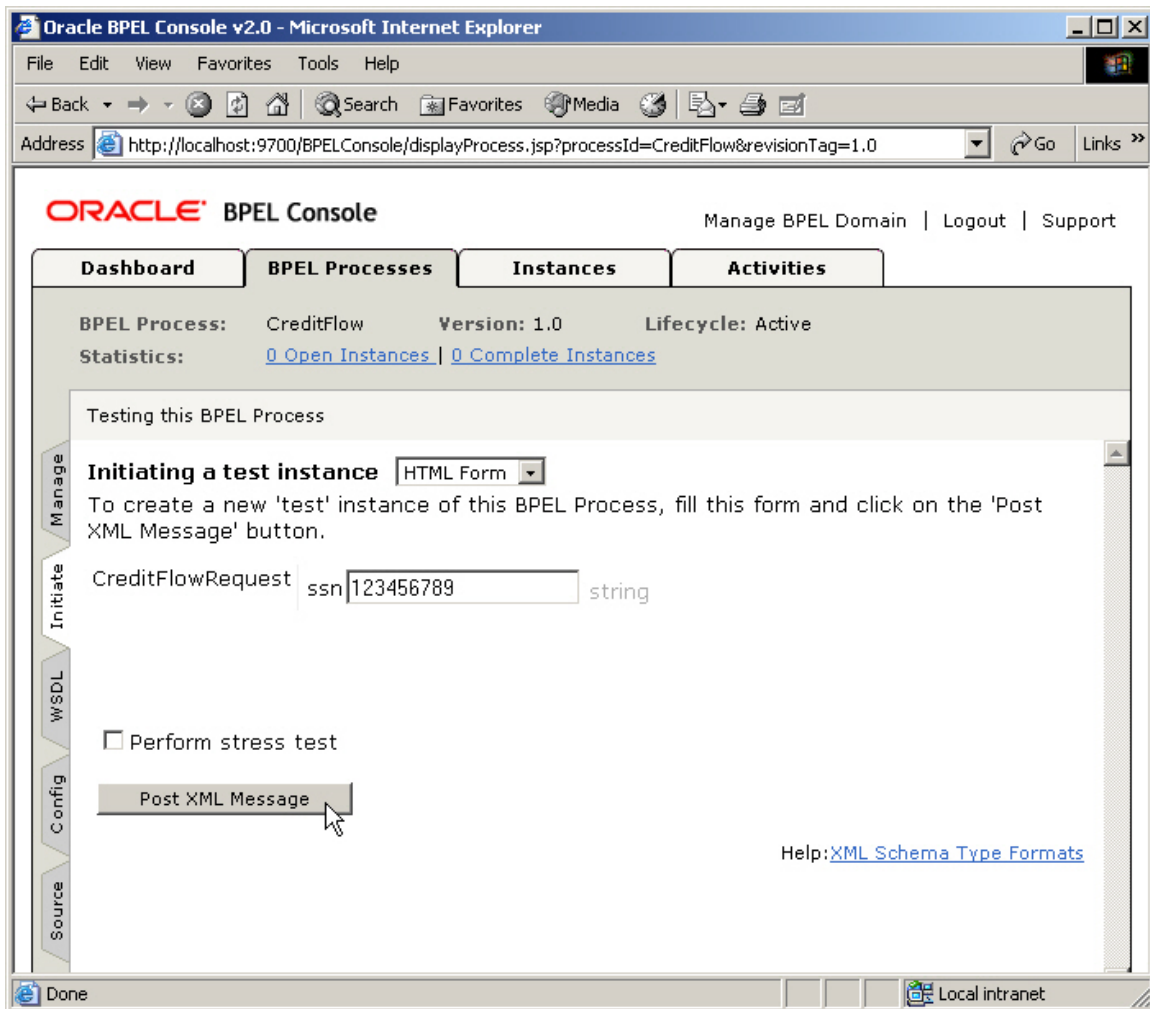 Oracle BPEL Console v2.0 - Microsoft Internet Explorer
File Edit View Favorites Tools Help
Back Search Favorites Media
Address http://localhost:9700/BPELConsole/displayProcess.jsp?processId=CreditFlow&revisionTag=1.0 Go Links »
ORACLE BPEL Console
Manage BPEL Domain | Logout | Support
Dashboard BPEL Processes Instances Activities
BPEL Process: CreditFlow Version: 1.0 Lifecycle: Active
Statistics: 0 Open Instances | 0 Complete Instances
Testing this BPEL Process
Manage
Initiating a test instance HTML Form
To create a new 'test' instance of this BPEL Process, fill this form and click on the 'Post
XML Message' button.
Initiate
CreditFlowRequest ssn 123456789 string
WSDL
Perform stress test
Config
Post XML Message
Help:XML Schema Type Formats
Source
Done Local intranet